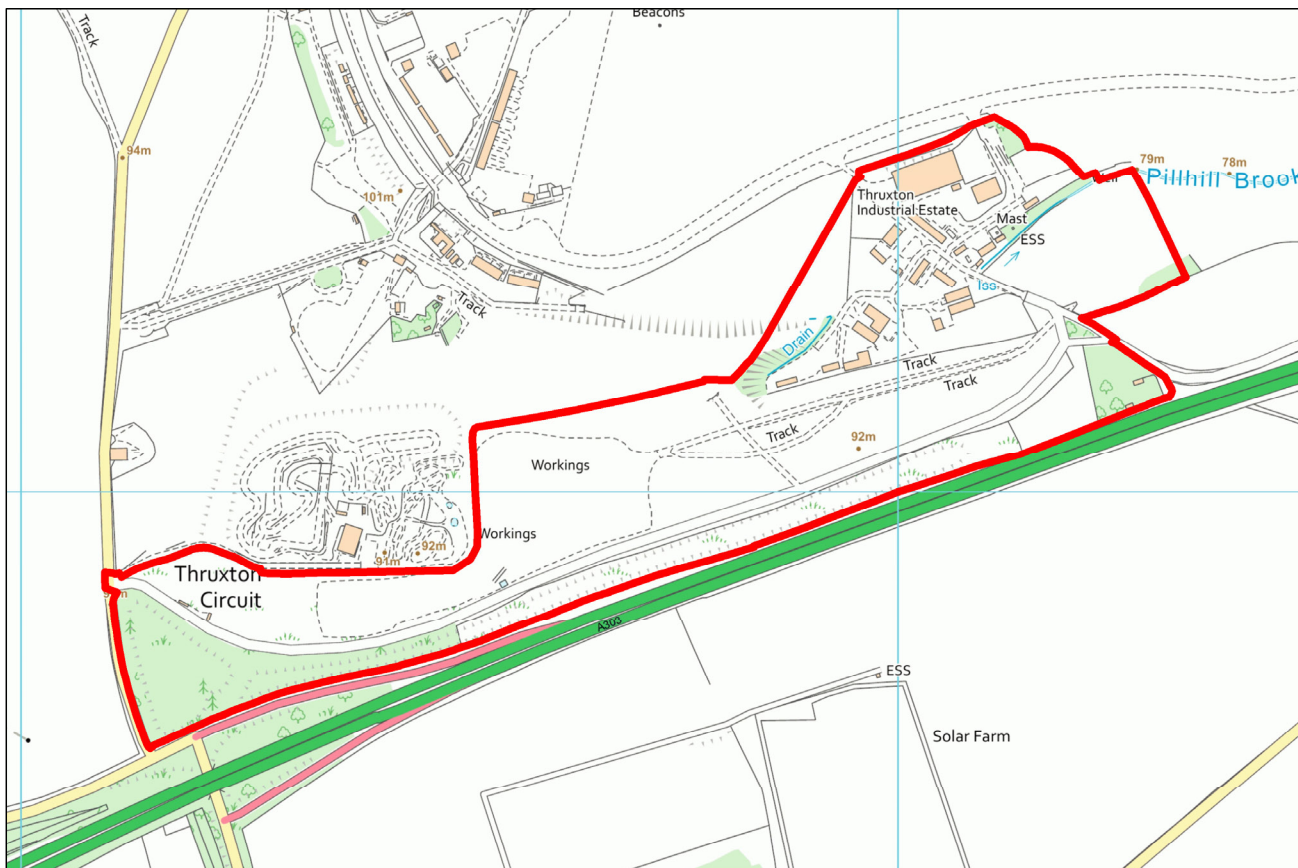 Beacons
Track
94m
101m
Track
Thruxton
Industrial Estate
Mast
ESS
79m
78m
Pillhill Brook
Iss
Drain
Track
Track
Track
92m
Workings
Workings
91m
92m
Thruxton
Circuit
A303
ESS
Solar Farm